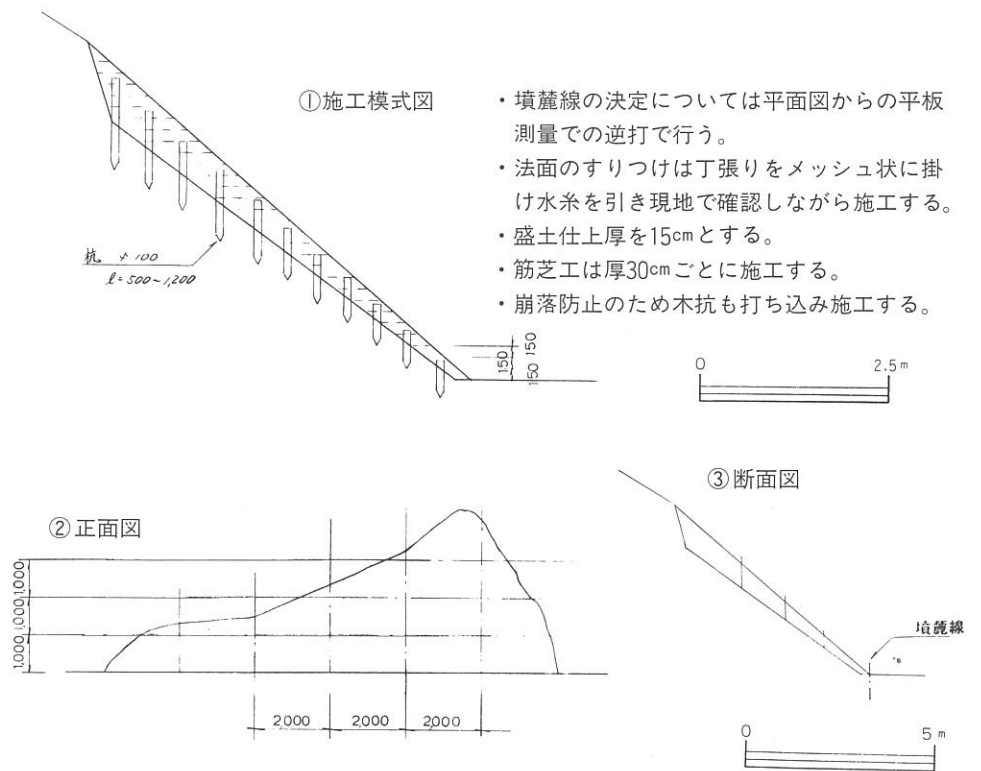 ①施工模式図
・墳麓線の決定については平面図からの平板
測量での逆打で行う。
・法面のすりつけは丁張りをメッシュ状に掛
け水糸を引き現地で確認しながら施工する。
・盛土仕上厚を15cmとする。
・筋芝工は厚30cmごとに施工する。
・崩落防止のため木抗も打ち込み施工する。
杭 φ100
ℓ=500~1,200
150
150
150
0 2.5m
②正面図
1,000
1,000
1,000
2,000 2,000 2,000
③断面図
墳麓線
0 5m